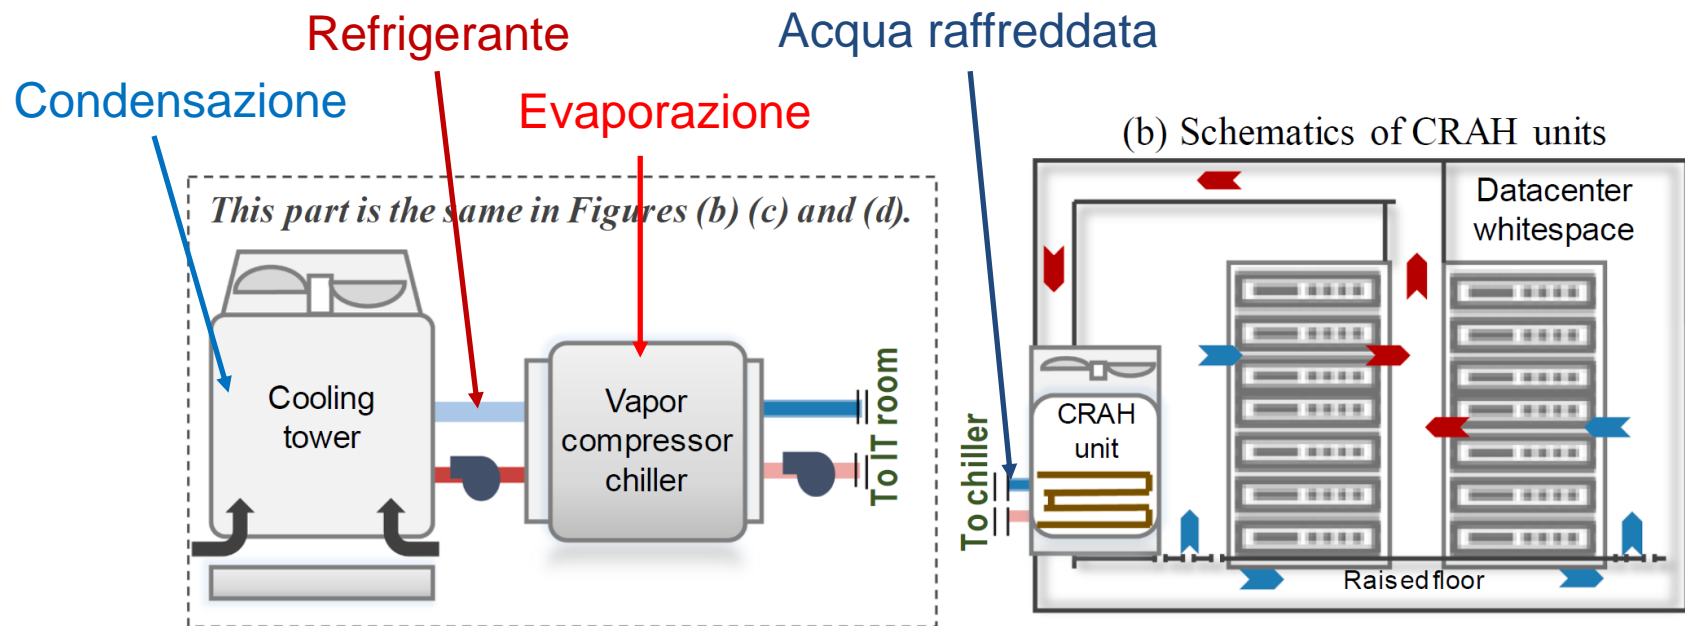 Refrigerante
Acqua raffreddata
Condensazione
Evaporazione
(b) Schematics of CRAH units
This part is the same in Figures (b) (c) and (d).
Datacenter
whitespace
Cooling
tower
Vapor
compressor
chiller
To IT room
To chiller
CRAH
unit
Raised floor